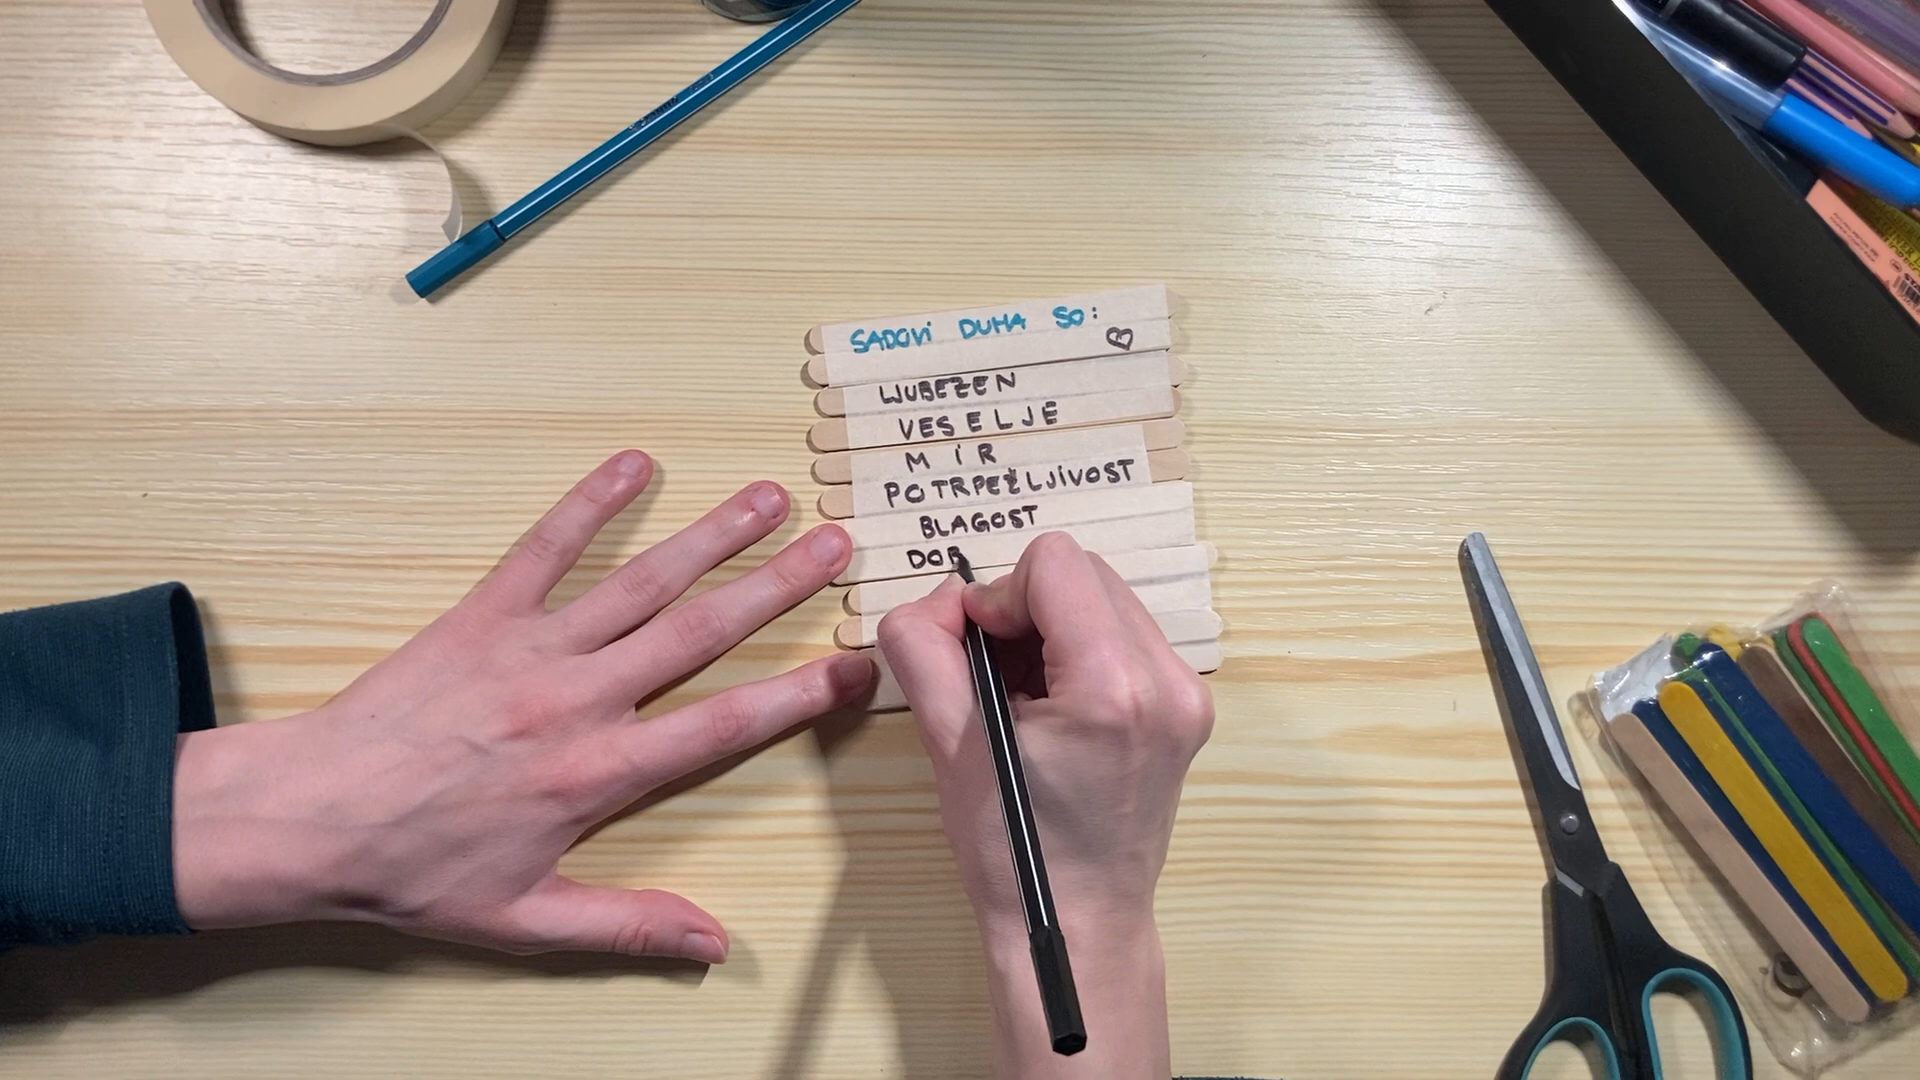 SADOVi DUHA SO:
LJUBEZEN
VESELJE
MiR
POTRPEŽLJiVOST
BLAGOST
DOB